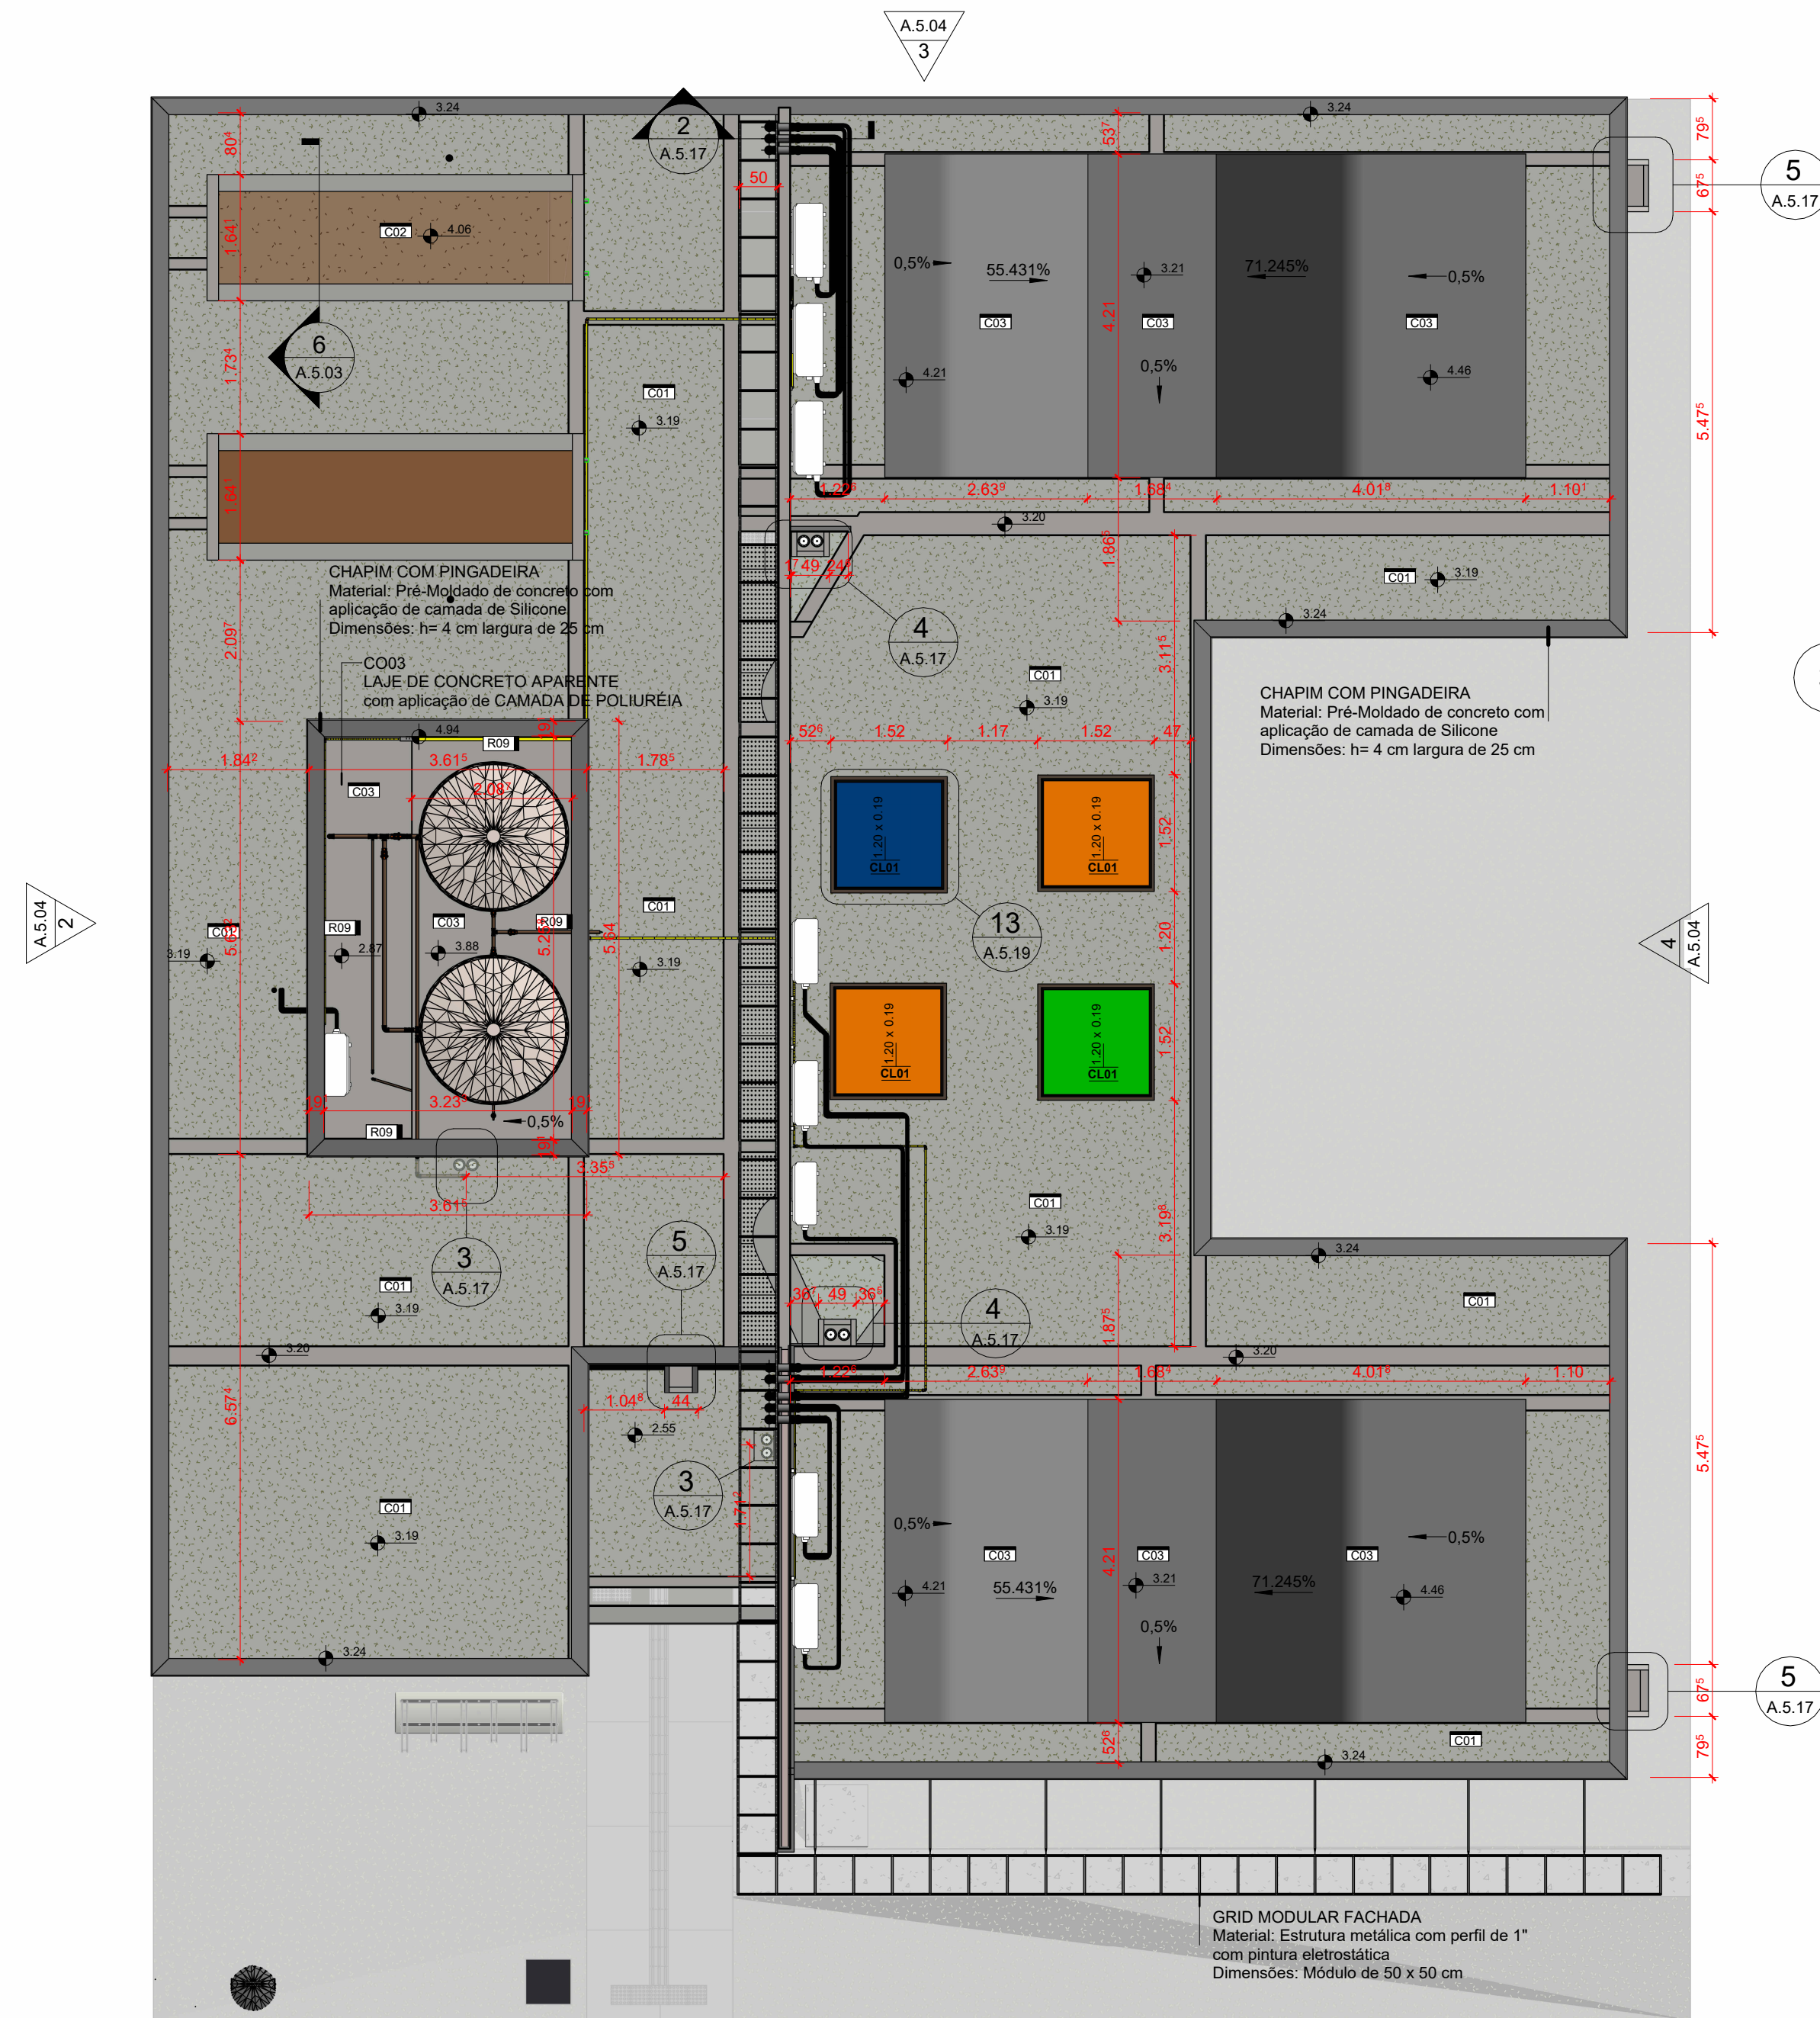 A.5.04
3
3.24
2
A.5.17
3.24
79⁵
80⁴
53⁷
5
A.5.17
67⁵
50
C02
4.06
1.64¹
0,5%
55.431%
3.21
71.245%
0,5%
C03
C03
C03
4.21
6
A.5.03
1.73⁴
4.21
0,5%
4.46
C01
3.19
5.47⁵
1.64¹
1.22⁶
2.63⁹
1.68⁴
4.01⁸
1.10¹
3.20
1.86⁵
49
C01
3.19
CHAPIM COM PINGADEIRA
Material: Pré-Moldado de concreto com
aplicação de camada de Silicone
Dimensões: h= 4 cm largura de 25 cm
3.24
4
A.5.17
2.09⁷
3.11⁵
CO03
LAJE DE CONCRETO APARENTE
com aplicação de CAMADA DE POLIURÉIA
C01
3.19
CHAPIM COM PINGADEIRA
Material: Pré-Moldado de concreto com
aplicação de camada de Silicone
Dimensões: h= 4 cm largura de 25 cm
4.94
R09
52⁶
1.52
1.17
1.52
47
1.84²
3.61⁵
1.78⁵
C03
2.08⁷
1.20 x 0.19
CL01
1.20 x 0.19
CL01
1.52
A.5.04
2
C01
3.19
R09
C03
R09
2.87
3.88
5.64
C01
3.19
13
A.5.19
1.20
4
A.5.04
1.20 x 0.19
CL01
1.20 x 0.19
CL01
1.52
3.23⁵
0,5%
R09
3.35⁵
3.61⁵
C01
3.19
3.19⁸
3
A.5.17
5
A.5.17
3.24
C01
3.19
C01
49
36⁵
4
A.5.17
1.87⁵
3.20
3.20
1.22⁶
2.63⁹
1.68⁴
4.01⁸
1.10
6.57⁴
1.04⁸
44
2.55
5.47⁵
3
A.5.17
C01
3.19
0,5%
0,5%
C03
C03
C03
4.21
4.21
55.431%
3.21
71.245%
4.46
0,5%
3.24
5
A.5.17
67⁵
52⁶
C01
3.24
79⁵
GRID MODULAR FACHADA
Material: Estrutura metálica com perfil de 1"
com pintura eletrostática
Dimensões: Módulo de 50 x 50 cm